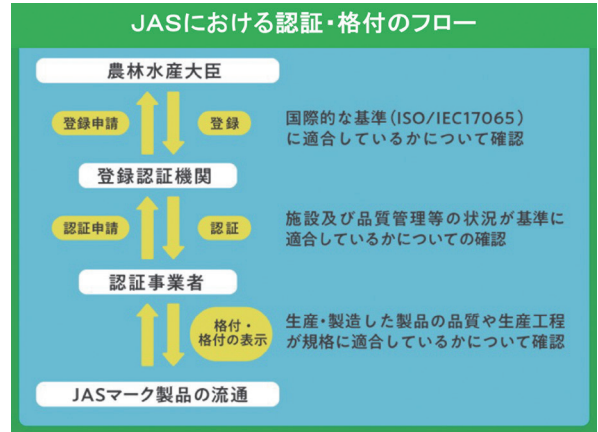 JASにおける認証・格付のフロー
農林水産大臣
登録申請
登録
国際的な基準(ISO/IEC17065)
に適合しているかについて確認
登録認証機関
認証申請
認証
施設及び品質管理等の状況が基準に
適合しているかについての確認
認証事業者
格付・
格付の表示
生産・製造した製品の品質や生産工程
が規格に適合しているかについて確認
JASマーク製品の流通